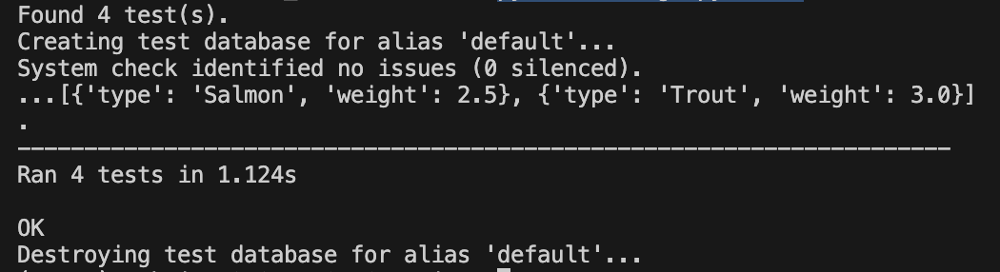 Found 4 test(s).
Creating test database for alias 'default'...
System check identified no issues (0 silenced).
...[{'type': 'Salmon', 'weight': 2.5}, {'type': 'Trout', 'weight': 3.0}]
.
----------------------------------------------------------------------
Ran 4 tests in 1.124s

OK
Destroying test database for alias 'default'...